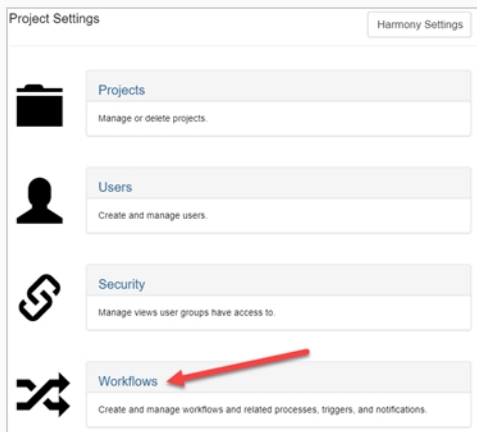 Project Settings
Harmony Settings
Projects
Manage or delete projects.
Users
Create and manage users.
Security
Manage views user groups have access to.
Workflows
Create and manage workflows and related processes, triggers, and notifications.